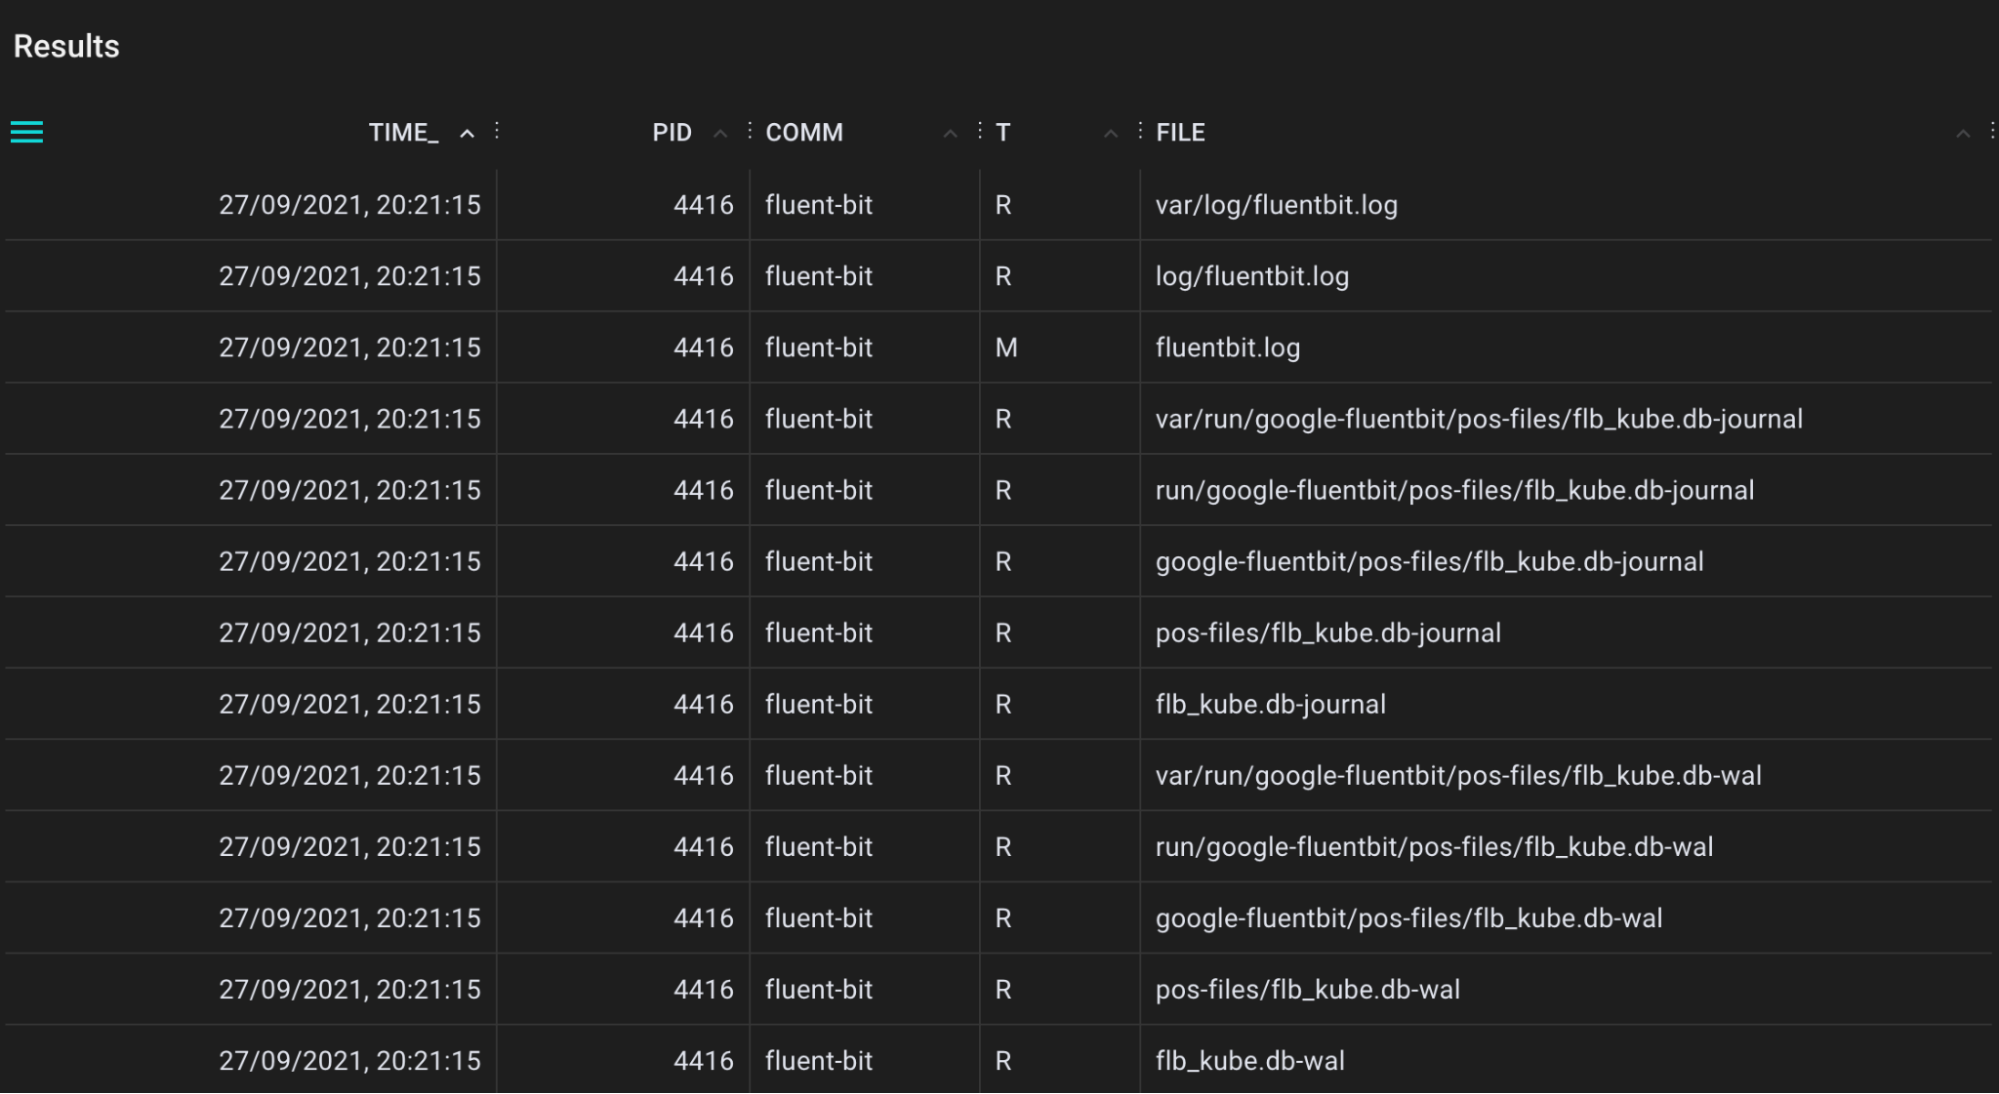 Results
TIME_ PID COMM T FILE
27/09/2021, 20:21:15 4416 fluent-bit R var/log/fluentbit.log
27/09/2021, 20:21:15 4416 fluent-bit R log/fluentbit.log
27/09/2021, 20:21:15 4416 fluent-bit M fluentbit.log
27/09/2021, 20:21:15 4416 fluent-bit R var/run/google-fluentbit/pos-files/flb_kube.db-journal
27/09/2021, 20:21:15 4416 fluent-bit R run/google-fluentbit/pos-files/flb_kube.db-journal
27/09/2021, 20:21:15 4416 fluent-bit R google-fluentbit/pos-files/flb_kube.db-journal
27/09/2021, 20:21:15 4416 fluent-bit R pos-files/flb_kube.db-journal
27/09/2021, 20:21:15 4416 fluent-bit R flb_kube.db-journal
27/09/2021, 20:21:15 4416 fluent-bit R var/run/google-fluentbit/pos-files/flb_kube.db-wal
27/09/2021, 20:21:15 4416 fluent-bit R run/google-fluentbit/pos-files/flb_kube.db-wal
27/09/2021, 20:21:15 4416 fluent-bit R google-fluentbit/pos-files/flb_kube.db-wal
27/09/2021, 20:21:15 4416 fluent-bit R pos-files/flb_kube.db-wal
27/09/2021, 20:21:15 4416 fluent-bit R flb_kube.db-wal